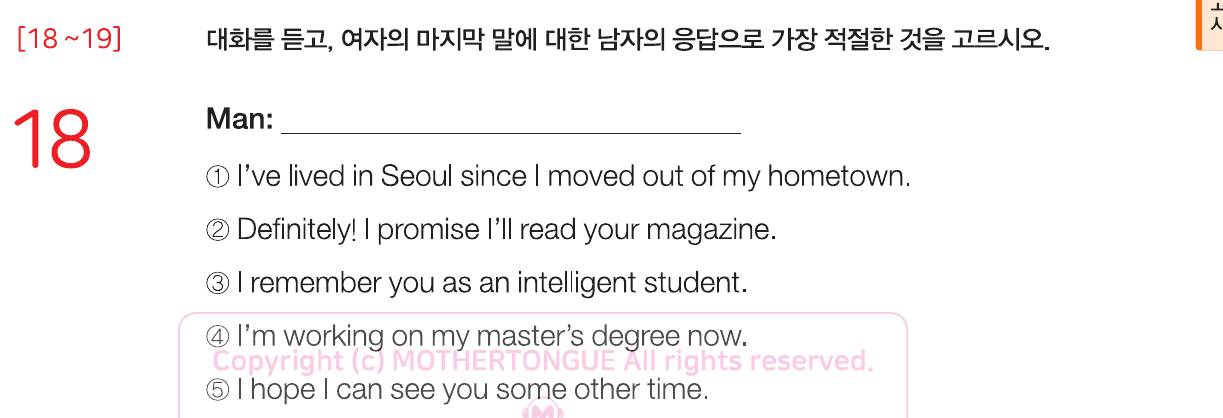 [18 ~19] 대화를 듣고, 여자의 마지막 말에 대한 남자의 응답으로 가장 적절한 것을 고르시오.
18
Man:
① I've lived in Seoul since I moved out of my hometown.
② Definitely! I promise I'll read your magazine.
③ I remember you as an intelligent student.
④ I'm working on my master's degree now.
Copyright (c) MOTHERTONGUE All rights reserved.
⑤ I hope I can see you some other time.